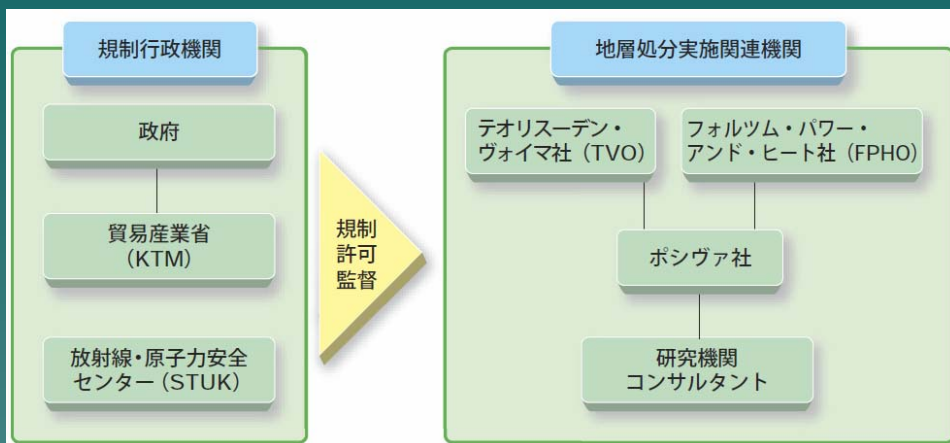 規制行政機関
政府
貿易産業省
(KTM)
放射線・原子力安全
センター(STUK)
規制
許可
監督
地層処分実施関連機関
テオリスーデン・
ヴォイマ社(TVO)
フォルツム・パワー・
アンド・ヒート社(FPHO)
ポシヴァ社
研究機関
コンサルタント